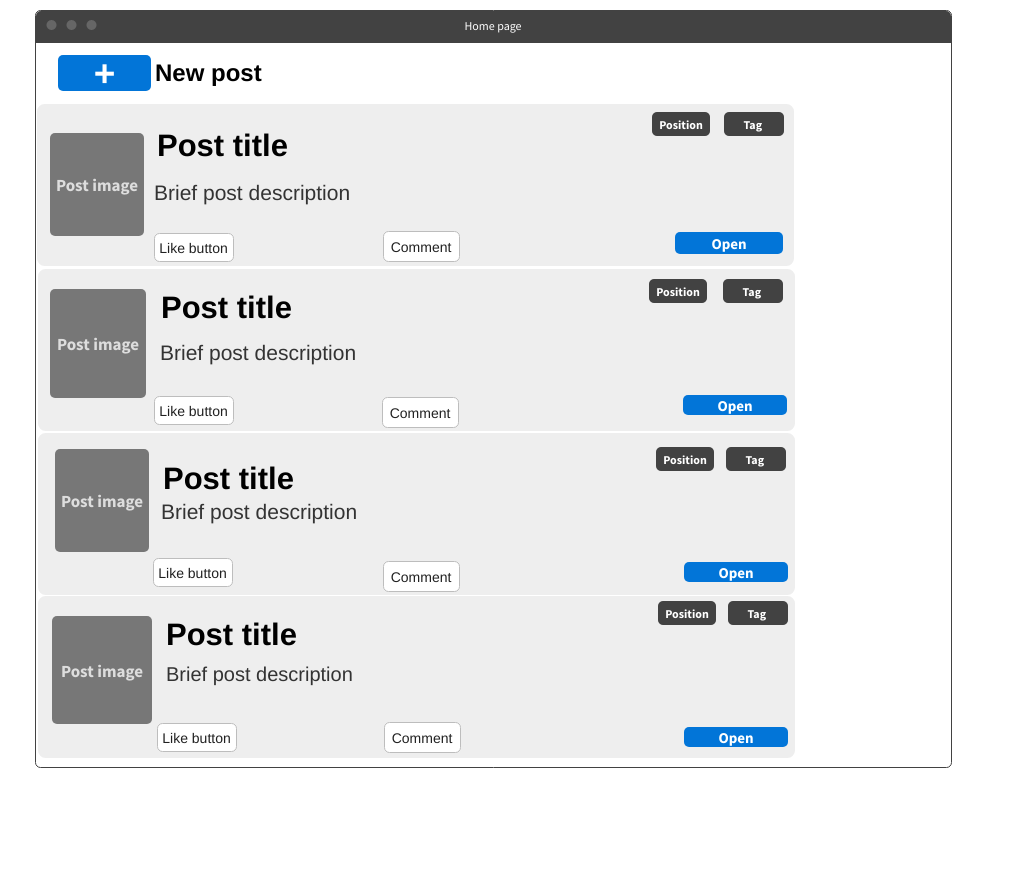 Home page
+ New post
Position Tag
Post title
Post image
Brief post description
Like button Comment Open
Position Tag
Post title
Post image
Brief post description
Like button Comment Open
Position Tag
Post title
Post image
Brief post description
Like button Comment Open
Position Tag
Post title
Post image
Brief post description
Like button Comment Open